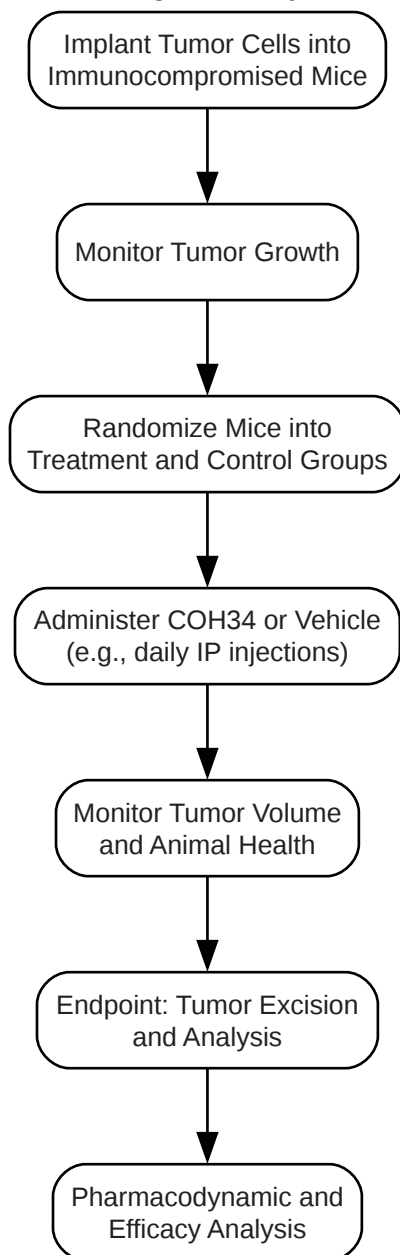 Implant Tumor Cells into
Immunocompromised Mice
Monitor Tumor Growth
Randomize Mice into
Treatment and Control Groups
Administer COH34 or Vehicle
(e.g., daily IP injections)
Monitor Tumor Volume
and Animal Health
Endpoint: Tumor Excision
and Analysis
Pharmacodynamic and
Efficacy Analysis